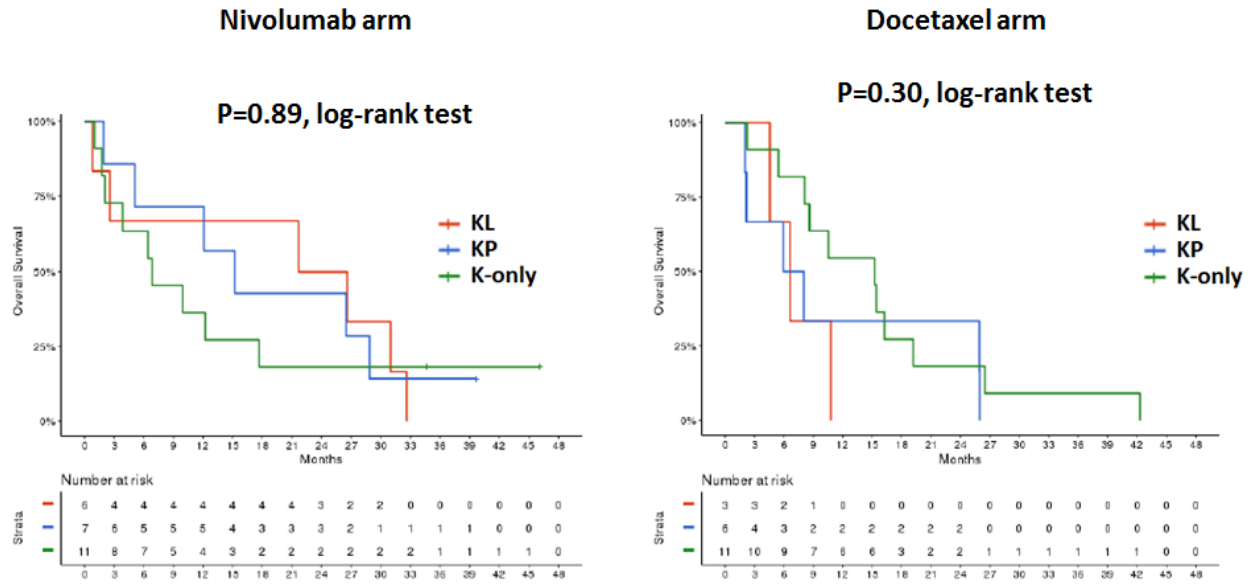 Nivolumab arm
P=0.89, log-rank test
100%
75%
50%
25%
0%
Overall Survival
KL
KP
K-only
0 3 6 9 12 15 18 21 24 27 30 33 36 39 42 45 48
Months
Number at risk
Strata
6 4 4 4 4 4 4 4 3 2 2 0 0 0 0 0 0
7 6 5 5 5 4 3 3 3 2 1 1 1 1 0 0 0
11 8 7 5 4 3 2 2 2 2 2 2 1 1 1 1 0
0 3 6 9 12 15 18 21 24 27 30 33 36 39 42 45 48
Docetaxel arm
P=0.30, log-rank test
100%
75%
50%
25%
0%
Overall Survival
KL
KP
K-only
0 3 6 9 12 15 18 21 24 27 30 33 36 39 42 45 48
Months
Number at risk
Strata
3 3 2 1 0 0 0 0 0 0 0 0 0 0 0 0 0
6 4 3 2 2 2 2 2 2 0 0 0 0 0 0 0 0
11 10 9 7 6 6 3 2 2 1 1 1 1 1 1 0 0
0 3 6 9 12 15 18 21 24 27 30 33 36 39 42 45 48